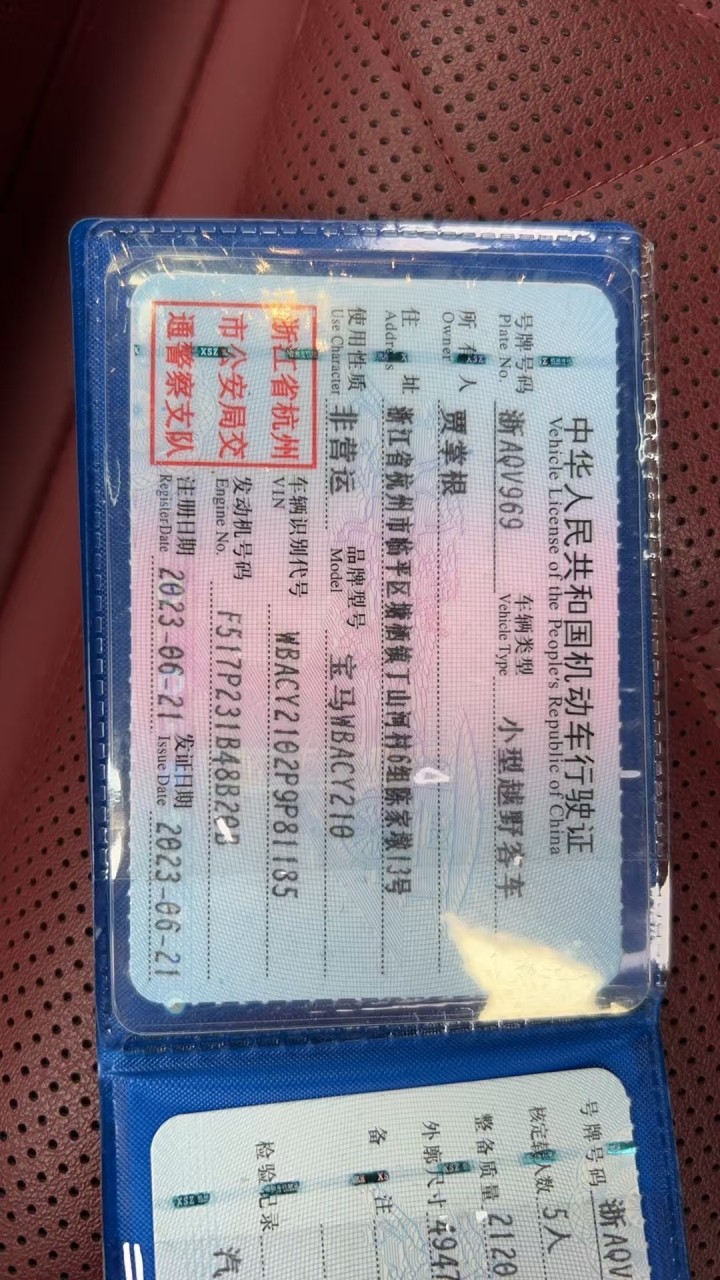 中华人民共和国机动车行驶证
Vehicle License of the People's Republic of China
号牌号码 浙AQV969 车辆类型 小型越野客车
Plate No. Vehicle Type
所有人 贾掌根
Owner
住址 浙江省杭州市临平区塘栖镇丁山河村6组陈家墩13号
Address
使用性质 非营运 品牌型号 宝马WBACY210
Use Character Model
浙江省杭州
市公安局交
通警察支队
车辆识别代号 WBACY2102P9P81185
VIN
发动机号码 F517P231B48B20B
Engine No.
注册日期 2023-06-21 发证日期 2023-06-21
Register Date Issue Date
号牌号码 浙AQV
核定载人数 5人
整备质量 2120
外廓尺寸 4947
备注
检验记录
汽